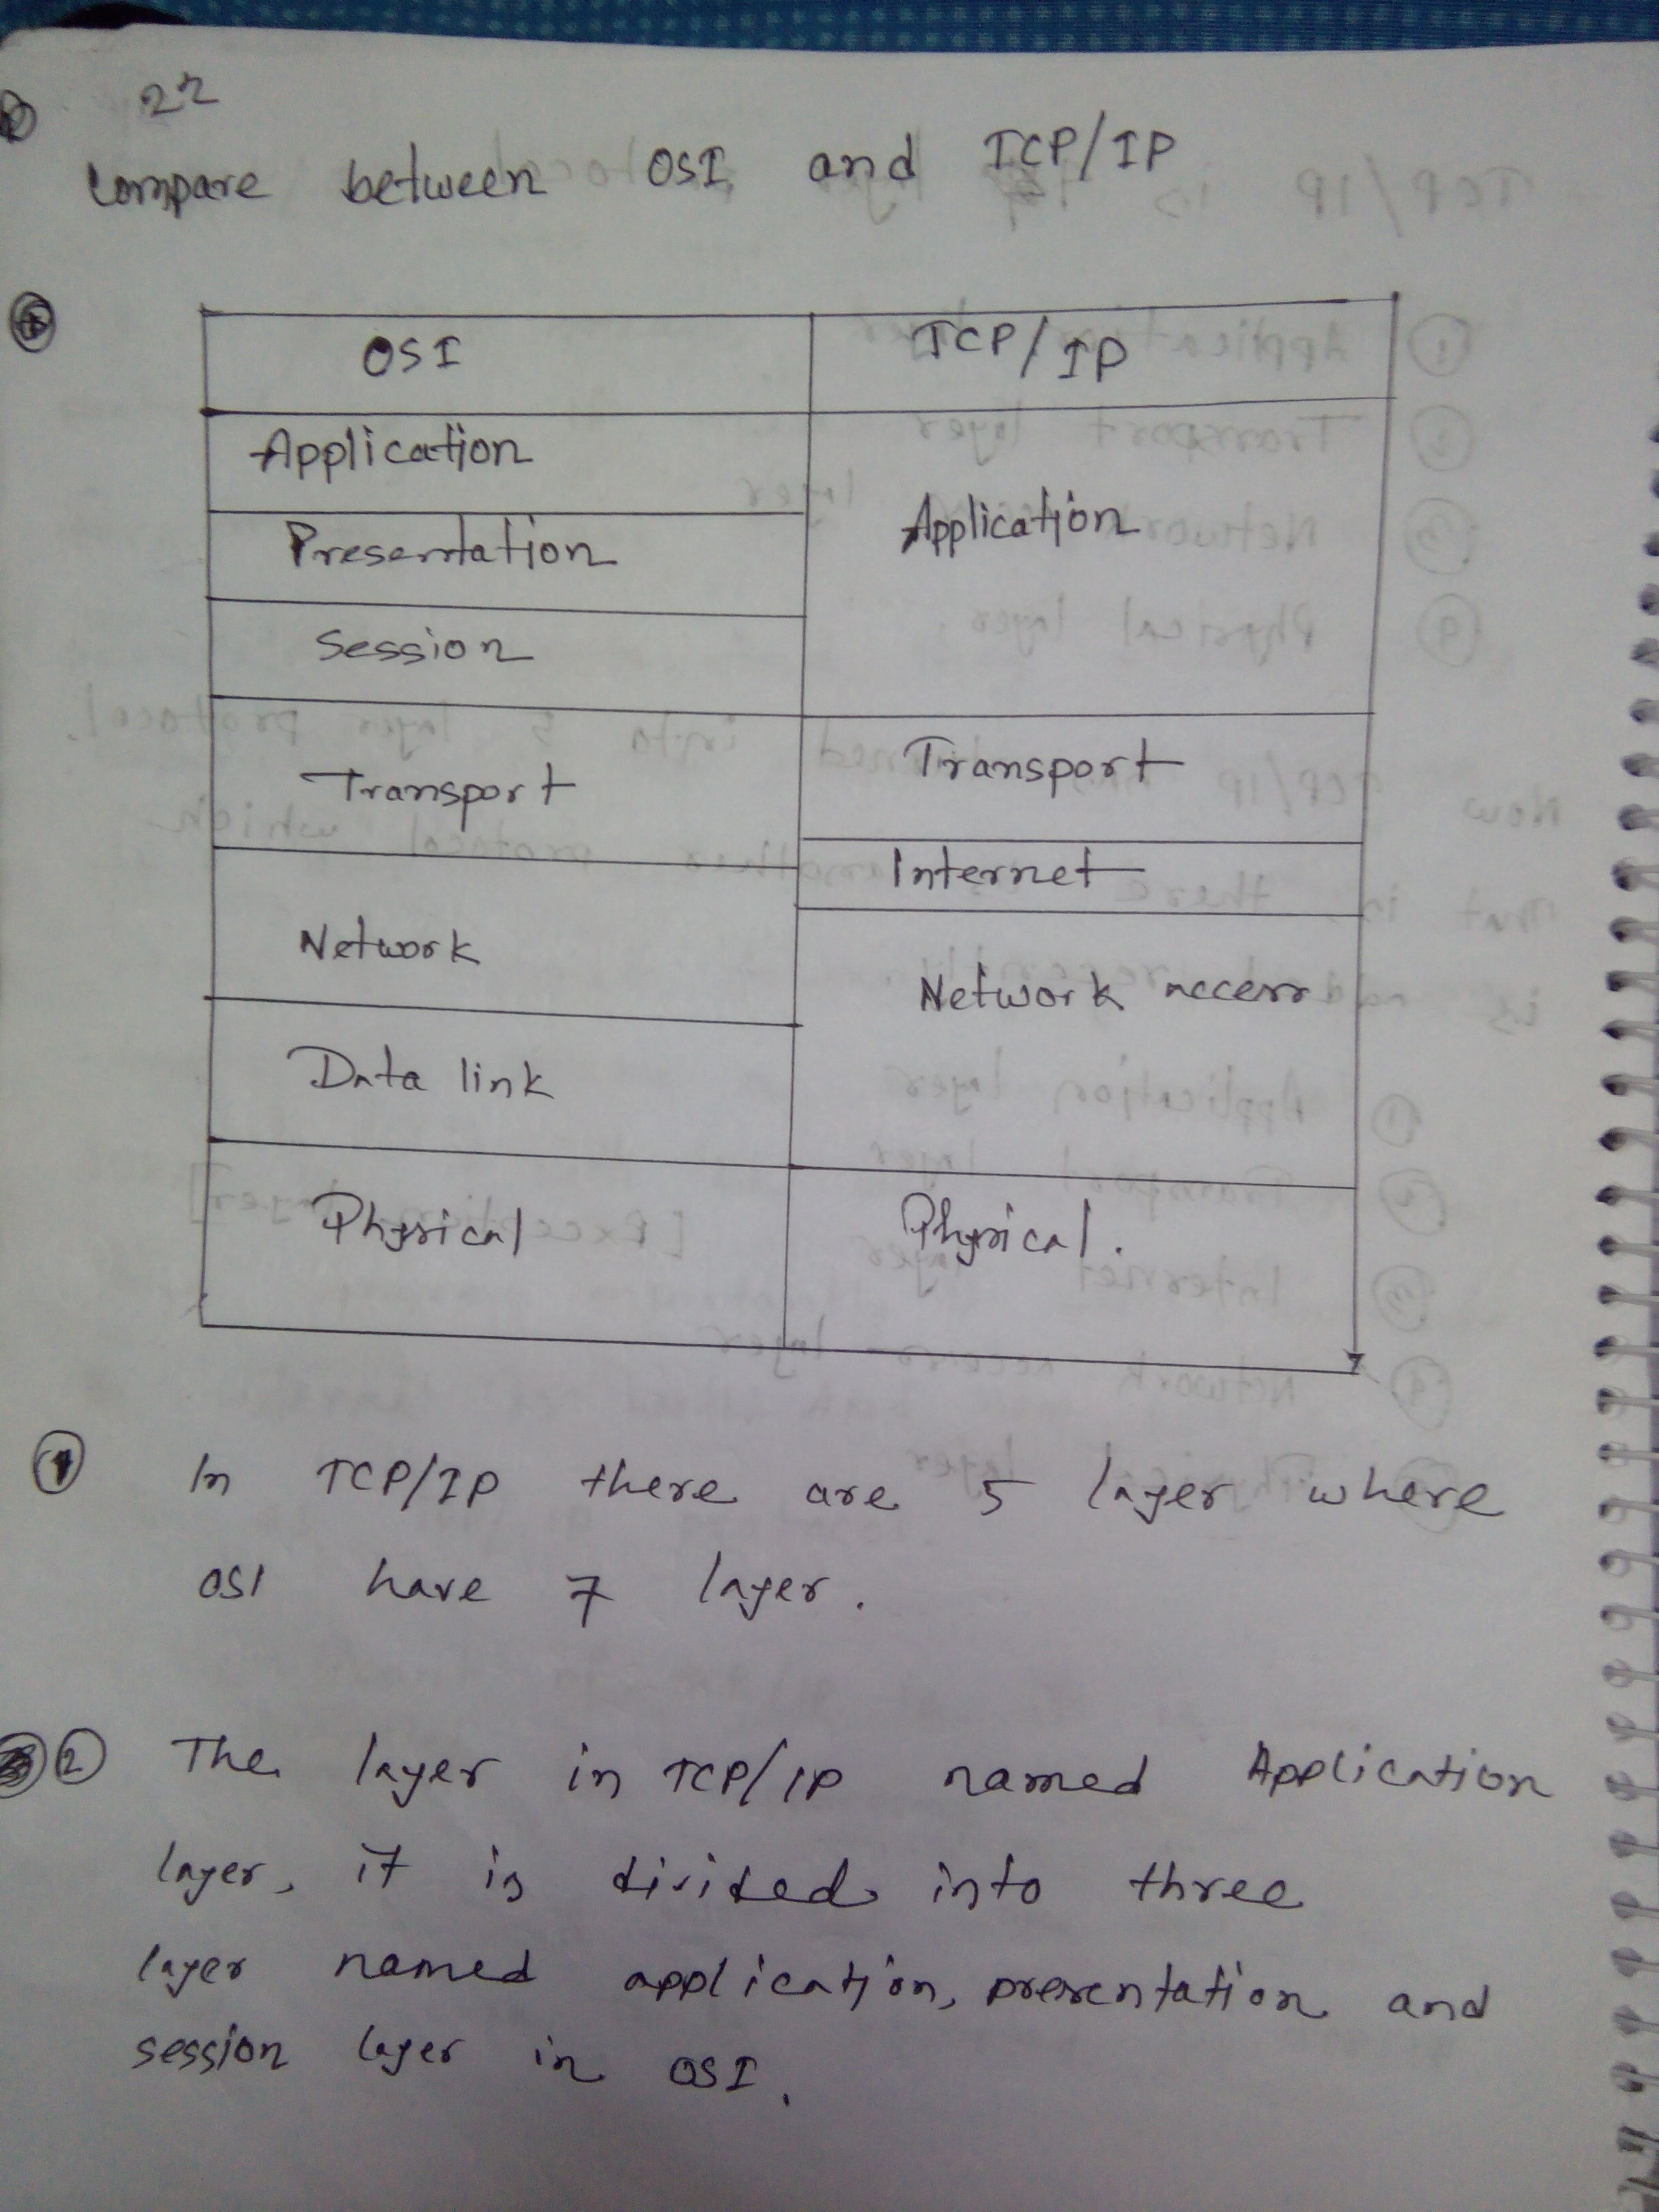 22
Compare between OSI and TCP/IP
OSI TCP/IP
Application
Presentation
Session
Application
Transport
Transport
Internet
Network
Network access
Data link
Physical
Physical.
1 In TCP/IP there are 5 layer where
OSI have 7 layer.
2 The layer in TCP/IP named Application
layer, it is divided into three
layer named application, presentation and
session layer in OSI.